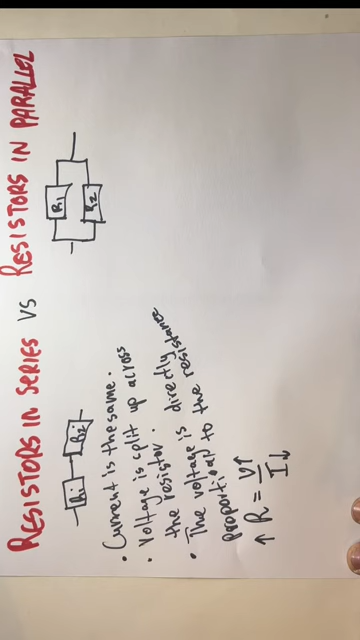 RESISTORS IN SERIES VS RESISTORS IN PARALLEL
R1 R2
R1
R2
• Current is the same.
• Voltage is split up across
the resistor.
• The voltage is directly
proportional to the resistance
↑ R = V↑
I↓